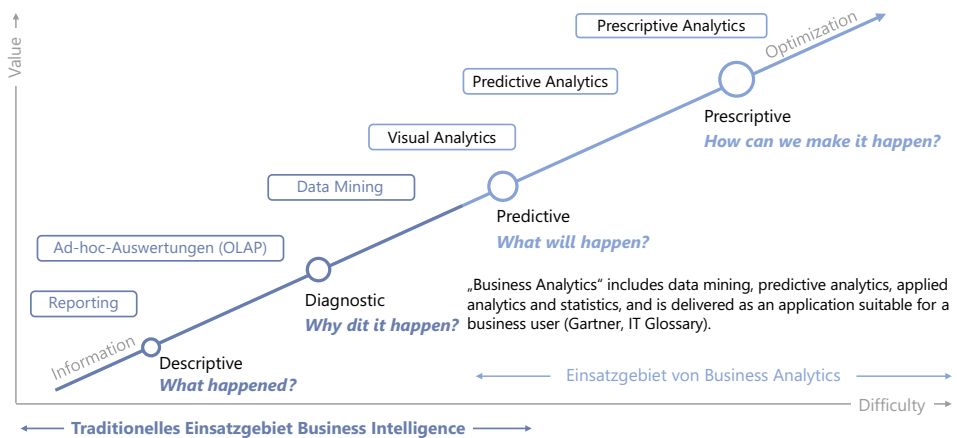 Value
Prescriptive Analytics
Optimization
Predictive Analytics
Prescriptive
How can we make it happen?
Visual Analytics
Data Mining
Predictive
What will happen?
Ad-hoc-Auswertungen (OLAP)
Diagnostic
Why dit it happen?
„Business Analytics“ includes data mining, predictive analytics, applied
analytics and statistics, and is delivered as an application suitable for a
business user (Gartner, IT Glossary).
Reporting
Information
Descriptive
What happened?
Einsatzgebiet von Business Analytics
Difficulty
Traditionelles Einsatzgebiet Business Intelligence